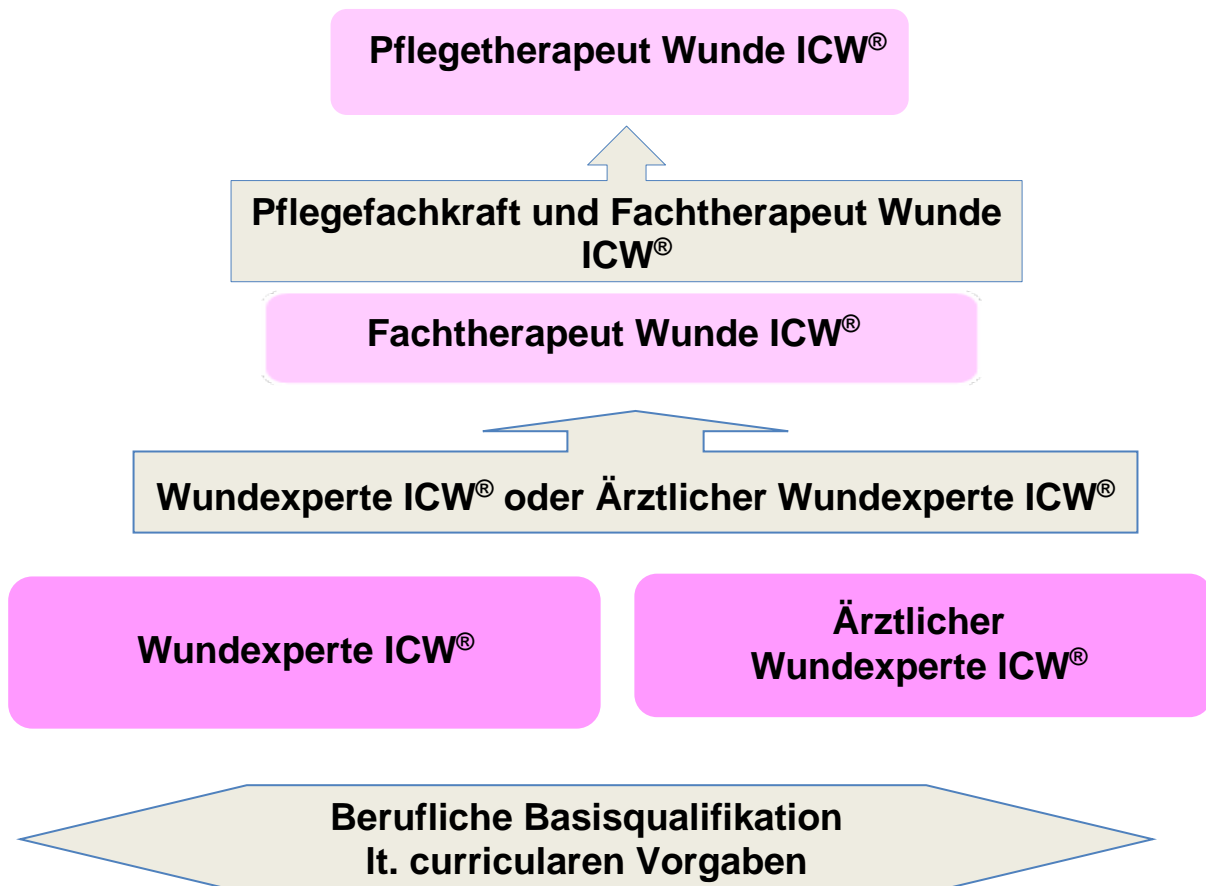 Pflegetherapeut Wunde ICW®
Pflegefachkraft und Fachtherapeut Wunde
ICW®
Fachtherapeut Wunde ICW®
Wundexperte ICW® oder Ärztlicher Wundexperte ICW®
Wundexperte ICW®
Ärztlicher
Wundexperte ICW®
Berufliche Basisqualifikation
lt. curricularen Vorgaben